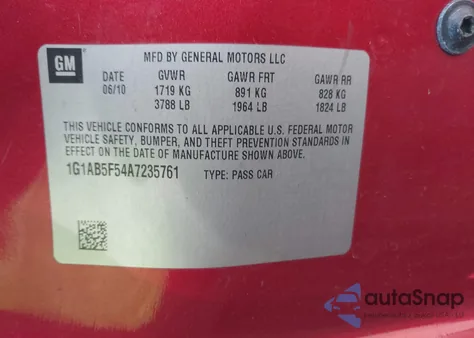 GM
MFD BY GENERAL MOTORS LLC
DATE GVWR GAWR FRT GAWR RR
06/10 1719 KG 891 KG 828 KG
3788 LB 1964 LB 1824 LB
THIS VEHICLE CONFORMS TO ALL APPLICABLE U.S. FEDERAL MOTOR
VEHICLE SAFETY, BUMPER, AND THEFT PREVENTION STANDARDS IN
EFFECT ON THE DATE OF MANUFACTURE SHOWN ABOVE.
1G1AB5F54A7235761 TYPE: PASS CAR
autoSnap